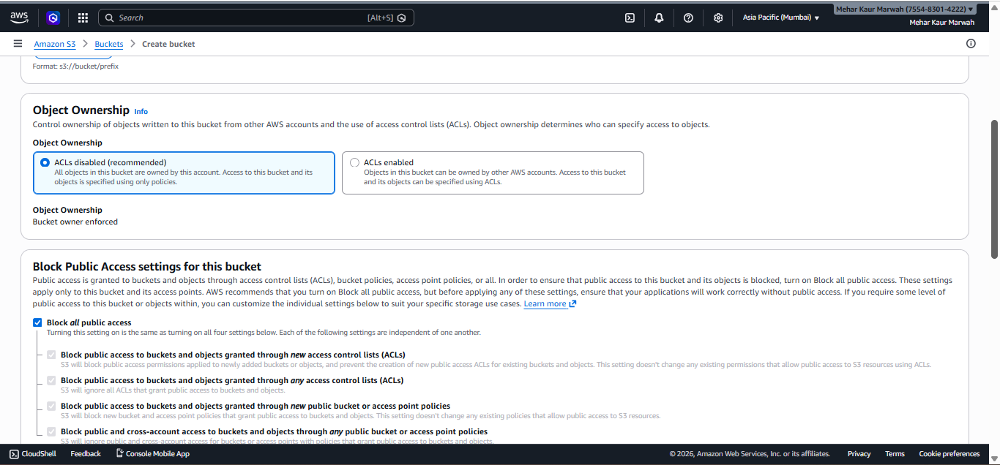 aws
Search [Alt+S]
Asia Pacific (Mumbai)
Mehar Kaur Marwah (7554-8301-4222)
Mehar Kaur Marwah
Amazon S3 > Buckets > Create bucket
Format: s3://bucket/prefix
Object Ownership Info
Control ownership of objects written to this bucket from other AWS accounts and the use of access control lists (ACLs). Object ownership determines who can specify access to objects.
Object Ownership
ACLs disabled (recommended)
All objects in this bucket are owned by this account. Access to this bucket and its
objects is specified using only policies.
ACLs enabled
Objects in this bucket can be owned by other AWS accounts. Access to this bucket
and its objects can be specified using ACLs.
Object Ownership
Bucket owner enforced
Block Public Access settings for this bucket
Public access is granted to buckets and objects through access control lists (ACLs), bucket policies, access point policies, or all. In order to ensure that public access to this bucket and its objects is blocked, turn on Block all public access. These settings
apply only to this bucket and its access points. AWS recommends that you turn on Block all public access, but before applying any of these settings, ensure that your applications will work correctly without public access. If you require some level of
public access to this bucket or objects within, you can customize the individual settings below to suit your specific storage use cases. Learn more
Block all public access
Turning this setting on is the same as turning on all four settings below. Each of the following settings are independent of one another.
Block public access to buckets and objects granted through new access control lists (ACLs)
S3 will block public access permissions applied to newly added buckets or objects, and prevent the creation of new public access ACLs for existing buckets and objects. This setting doesn't change any existing permissions that allow public access to S3 resources using ACLs.
Block public access to buckets and objects granted through any access control lists (ACLs)
S3 will ignore all ACLs that grant public access to buckets and objects.
Block public access to buckets and objects granted through new public bucket or access point policies
S3 will block new bucket and access point policies that grant public access to buckets and objects. This setting doesn't change any existing policies that allow public access to S3 resources.
Block public and cross-account access to buckets and objects through any public bucket or access point policies
S3 will ignore public and cross-account access for buckets or access points with policies that grant public access to buckets and objects.
CloudShell Feedback Console Mobile App © 2026, Amazon Web Services, Inc. or its affiliates. Privacy Terms Cookie preferences